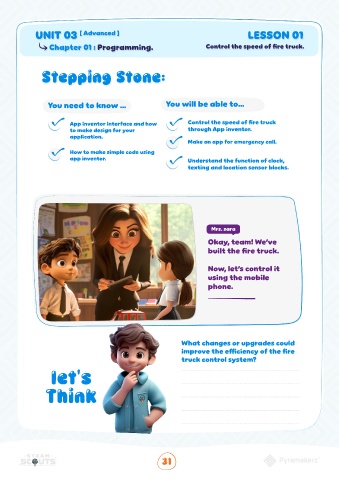 UNIT 03 [ Advanced ]
LESSON 01
Chapter 01 : Programming.
Control the speed of fire truck.
Stepping Stone:
You need to know ...
You will be able to...
App inventor interface and how
to make design for your
application.
How to make simple code using
app inventor.
Control the speed of fire truck
through App inventor.
Make an app for emergency call.
Understand the function of clock,
texting and location sensor blocks.
Mrs. nora
Okay, team! We've
built the fire truck.
Now, let's control it
using the mobile
phone.
let's
Think
What changes or upgrades could
improve the efficiency of the fire
truck control system?
SCOUTS
31
Pyramakerz